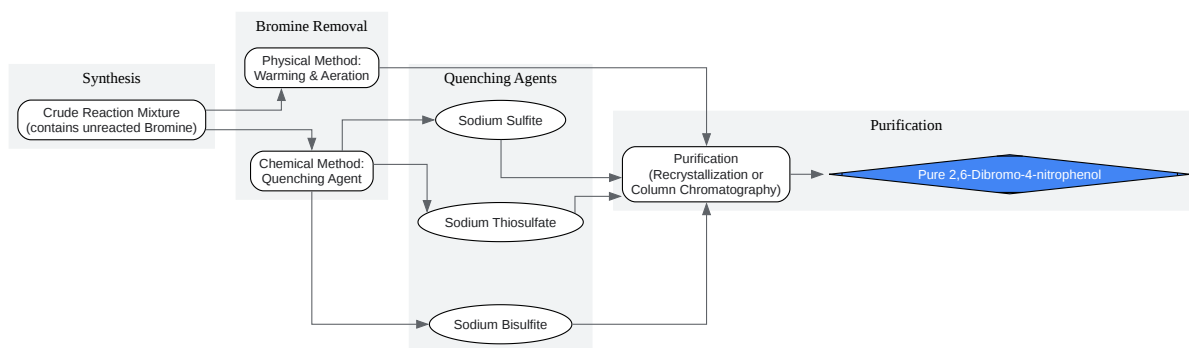 Synthesis
Crude Reaction Mixture
(contains unreacted Bromine)
Bromine Removal
Physical Method:
Warming & Aeration
Chemical Method:
Quenching Agent
Quenching Agents
Sodium Sulfite
Sodium Thiosulfate
Sodium Bisulfite
Purification
Purification
(Recrystallization or
Column Chromatography)
Pure 2,6-Dibromo-4-nitrophenol